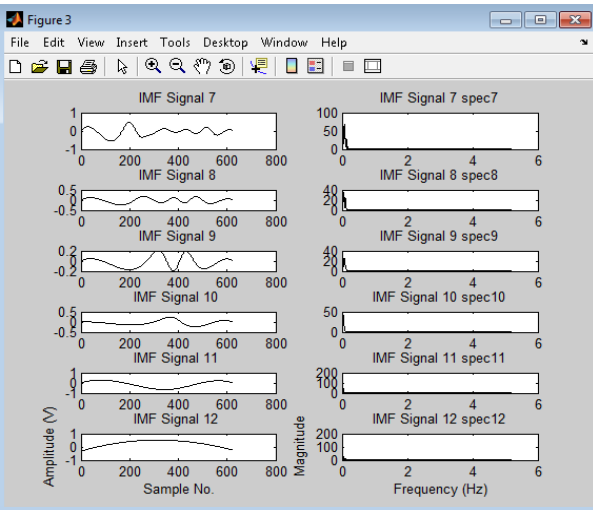 Figure 3
File Edit View Insert Tools Desktop Window Help
IMF Signal 7
1
0
-1
0 200 400 600 800
IMF Signal 7 spec7
100
50
0
0 2 4 6
IMF Signal 8
0.5
0
-0.5
0 200 400 600 800
IMF Signal 8 spec8
40
20
0
0 2 4 6
IMF Signal 9
0.2
0
-0.2
0 200 400 600 800
IMF Signal 9 spec9
40
20
0
0 2 4 6
IMF Signal 10
0.5
0
-0.5
0 200 400 600 800
IMF Signal 10 spec10
50
0
0 2 4 6
IMF Signal 11
1
0
-1
0 200 400 600 800
IMF Signal 11 spec11
200
100
0
0 2 4 6
IMF Signal 12
1
0
-1
0 200 400 600 800
Amplitude (V)
Sample No.
IMF Signal 12 spec12
200
100
0
0 2 4 6
Magnitude
Frequency (Hz)